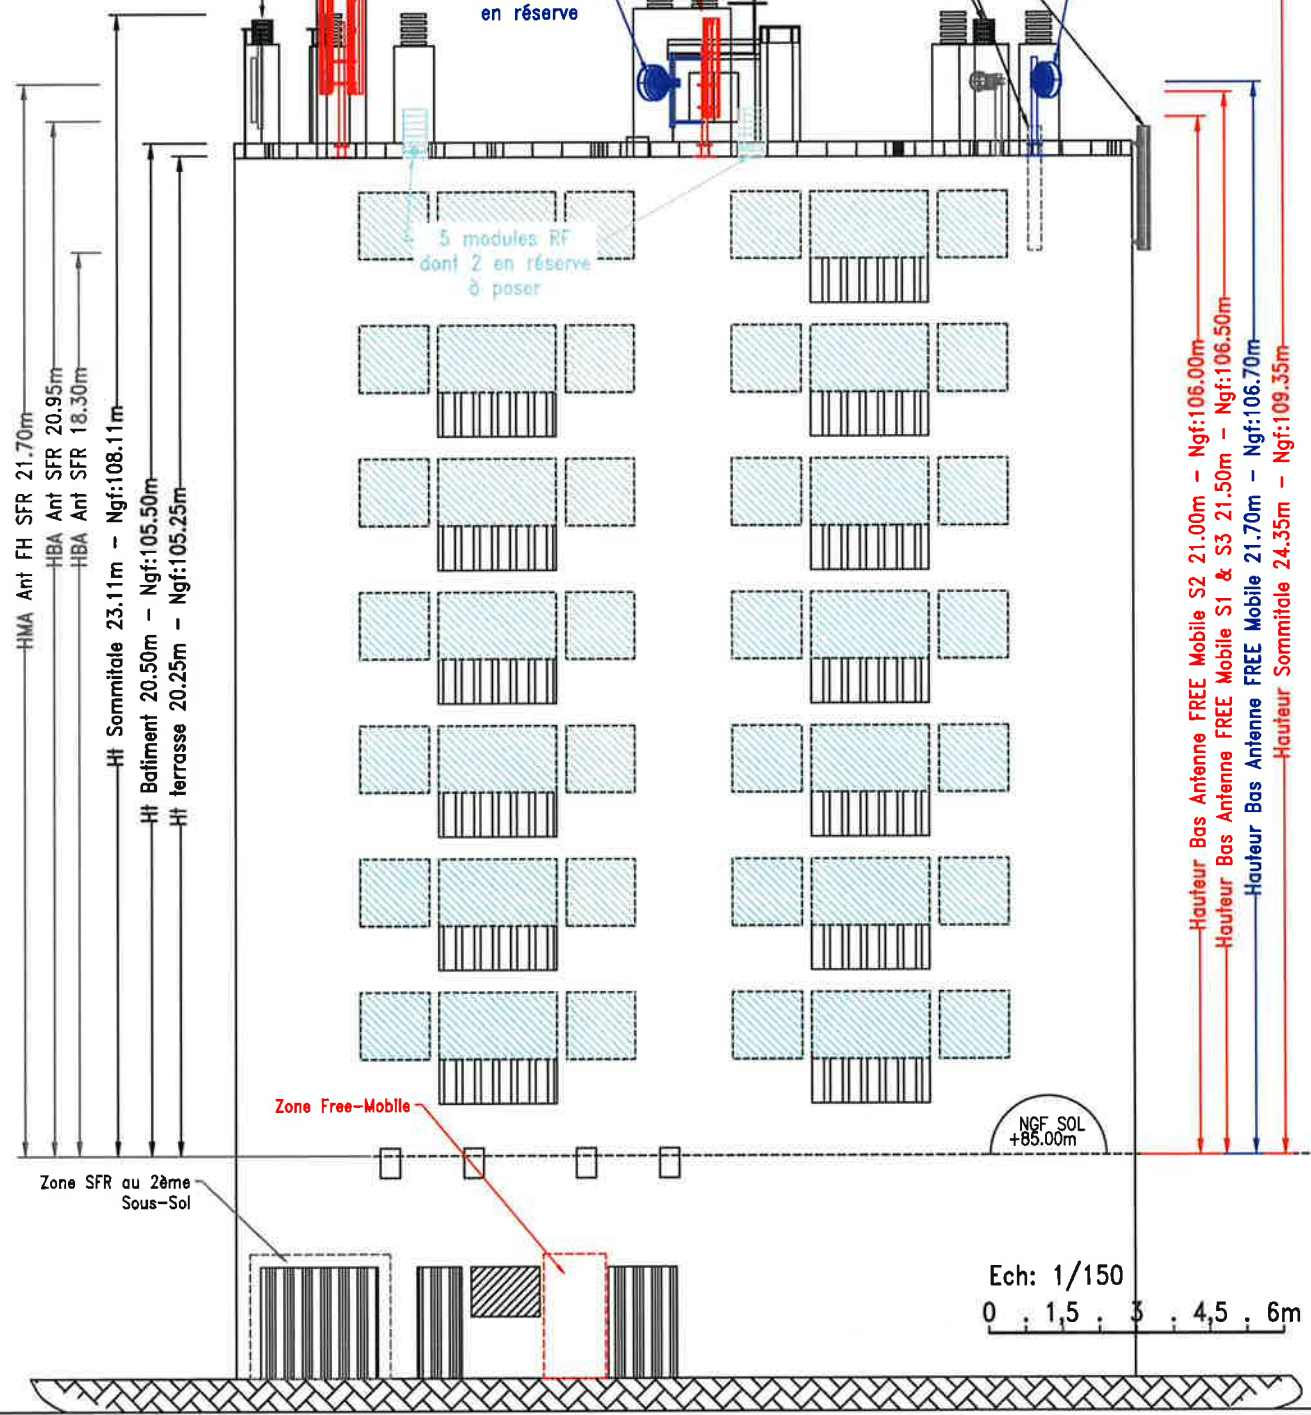 en réserve
5 modules RF
dont 2 en réserve
à poser
HMA Ant FH SFR 21.70m
HBA Ant SFR 20.95m
HBA Ant SFR 18.30m
Ht Sommitale 23.11m - Ngf:108.11m
Ht Batiment 20.50m - Ngf:105.50m
Ht terrasse 20.25m - Ngf:105.25m
Hauteur Bas Antenne FREE Mobile S2 21.00m - Ngf:106.00m
Hauteur Bas Antenne FREE Mobile S1 & S3 21.50m - Ngf:106.50m
Hauteur Bas Antenne FREE Mobile 21.70m - Ngf:106.70m
Hauteur Sommitale 24.35m - Ngf:109.35m
Zone Free-Mobile
NGF SOL
+85.00m
Zone SFR au 2ème
Sous-Sol
Ech: 1/150
0 1,5 3 4,5 6m